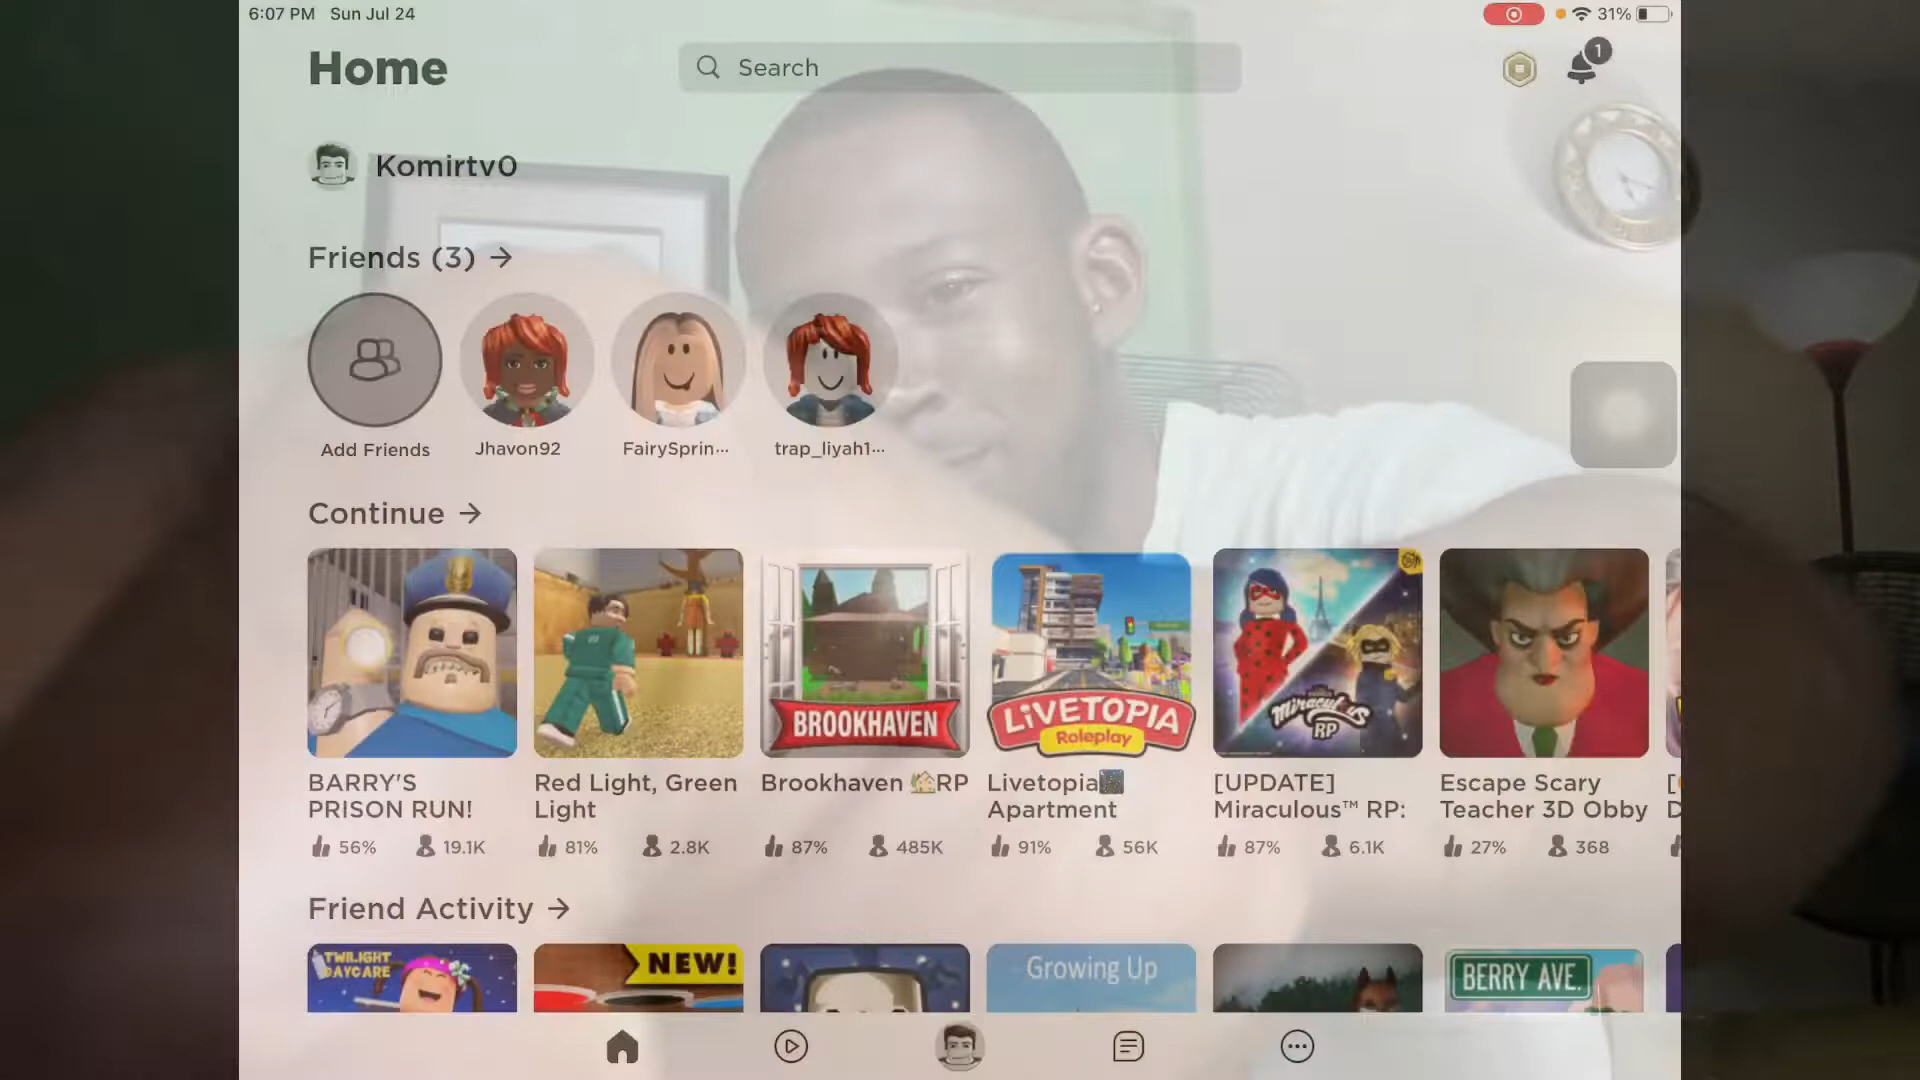 6:07 PM Sun Jul 24
31%
Home
Search
1
Komirtv0
Friends (3) →
Add Friends
Jhavon92
FairySprin...
trap_liyah1...
Continue →
BROOKHAVEN
LiVETOPIA
Roleplay
Miraculous
RP
BARRY'S
PRISON RUN!
Red Light, Green
Light
Brookhaven 🏡RP
Livetopia🌃
Apartment
[UPDATE]
Miraculous™ RP:
Escape Scary
Teacher 3D Obby
56% 19.1K
81% 2.8K
87% 485K
91% 56K
87% 6.1K
27% 368
Friend Activity →
TWILIGHT
DAYCARE
NEW!
Growing Up
BERRY AVE.